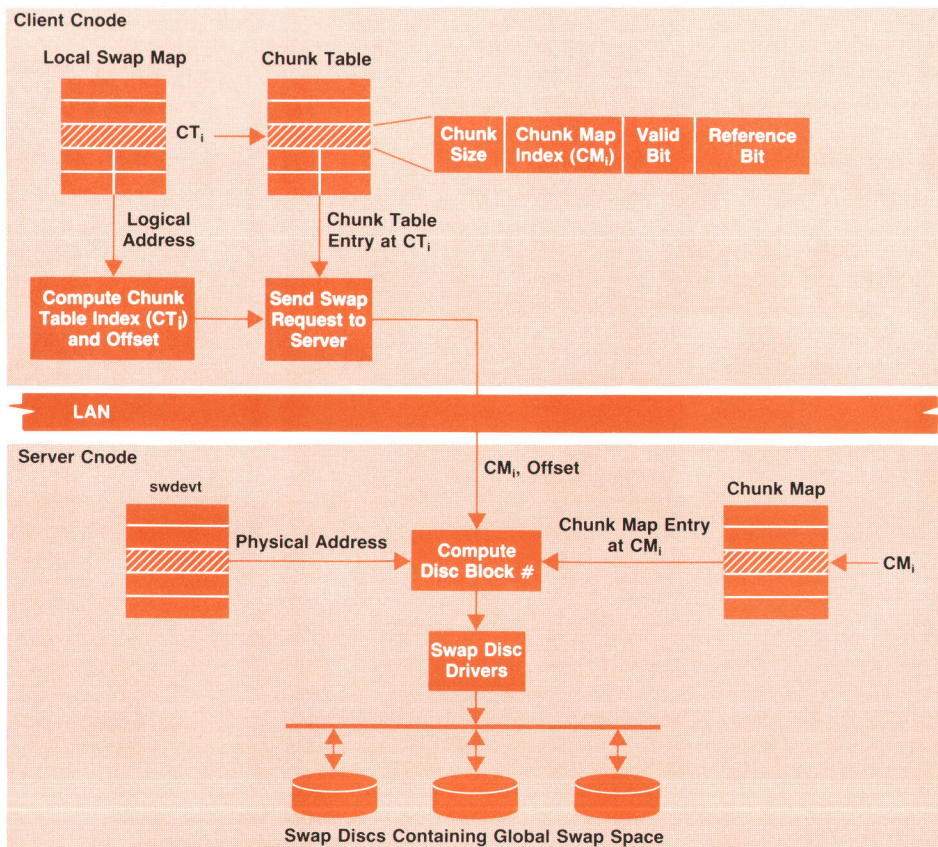 Client Cnode
Local Swap Map
Chunk Table
CTᵢ
Chunk
Size
Chunk Map
Index (CMᵢ)
Valid
Bit
Reference
Bit
Logical
Address
Chunk Table
Entry at CTᵢ
Compute Chunk
Table Index (CTᵢ)
and Offset
Send Swap
Request to
Server
LAN
Server Cnode
CMᵢ, Offset
swdevt
Chunk Map
Physical Address
Compute
Disc Block #
Chunk Map Entry
at CMᵢ
CMᵢ
Swap Disc
Drivers
Swap Discs Containing Global Swap Space